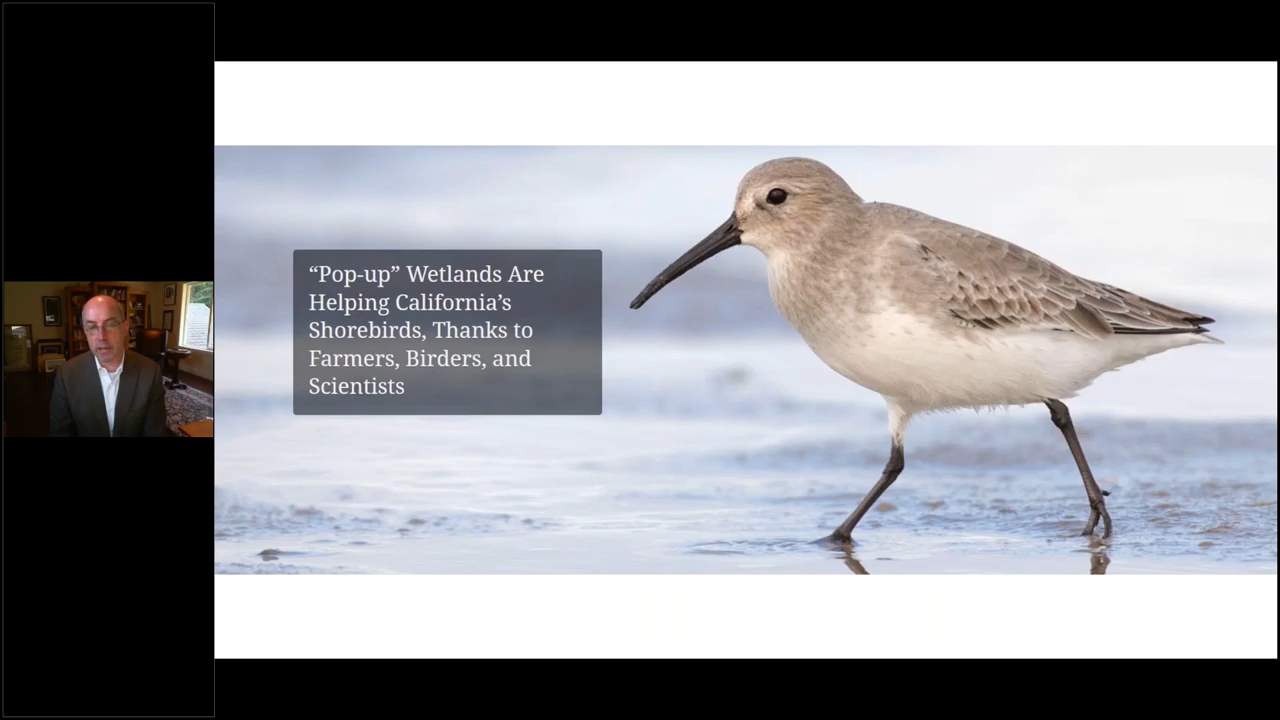 “Pop-up” Wetlands Are
Helping California’s
Shorebirds, Thanks to
Farmers, Birders, and
Scientists